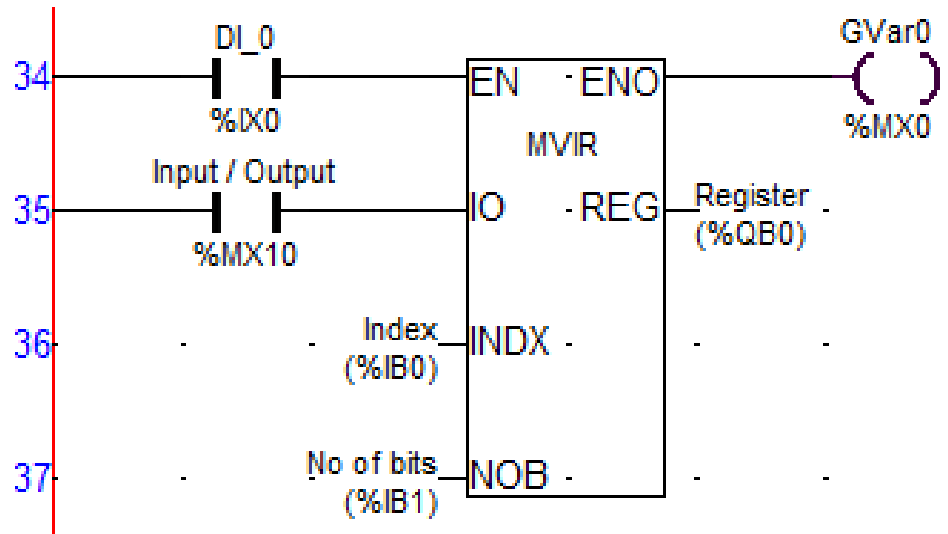 DI_0
GVar0
34
EN
ENO
%IX0
%MX0
MVIR
Input / Output
35
IO
REG
Register
(%QB0)
%MX10
36
Index
(%IB0)
INDX
37
No of bits
(%IB1)
NOB